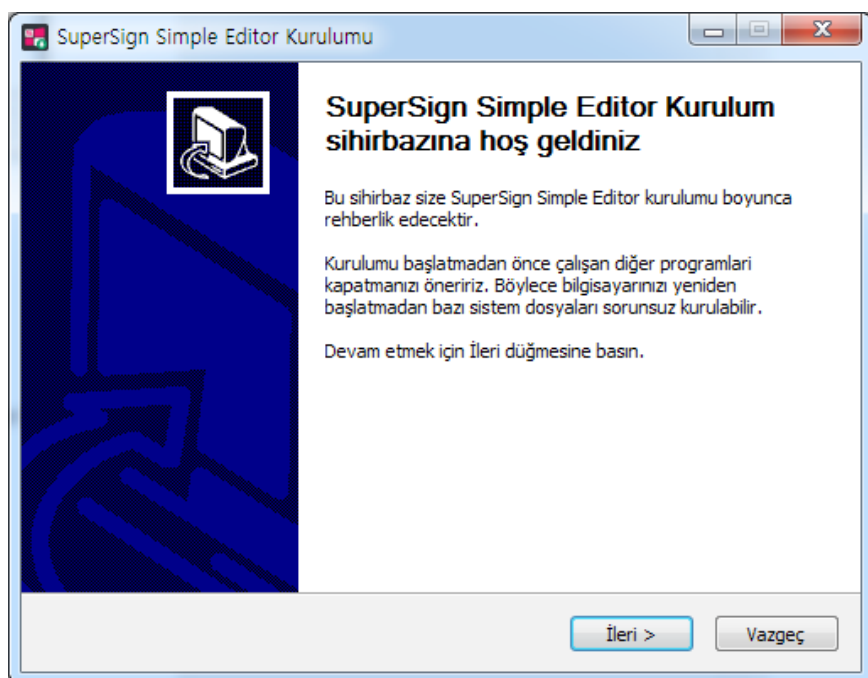 SuperSign Simple Editor Kurulumu
SuperSign Simple Editor Kurulum
sihirbazına hoş geldiniz
Bu sihirbaz size SuperSign Simple Editor kurulumu boyunca
rehberlik edecektir.
Kurulumu başlatmadan önce çalışan diğer programlari
kapatmanızı öneririz. Böylece bilgisayarınızı yeniden
başlatmadan bazı sistem dosyaları sorunsuz kurulabilir.
Devam etmek için İleri düğmesine basın.
İleri >
Vazgeç